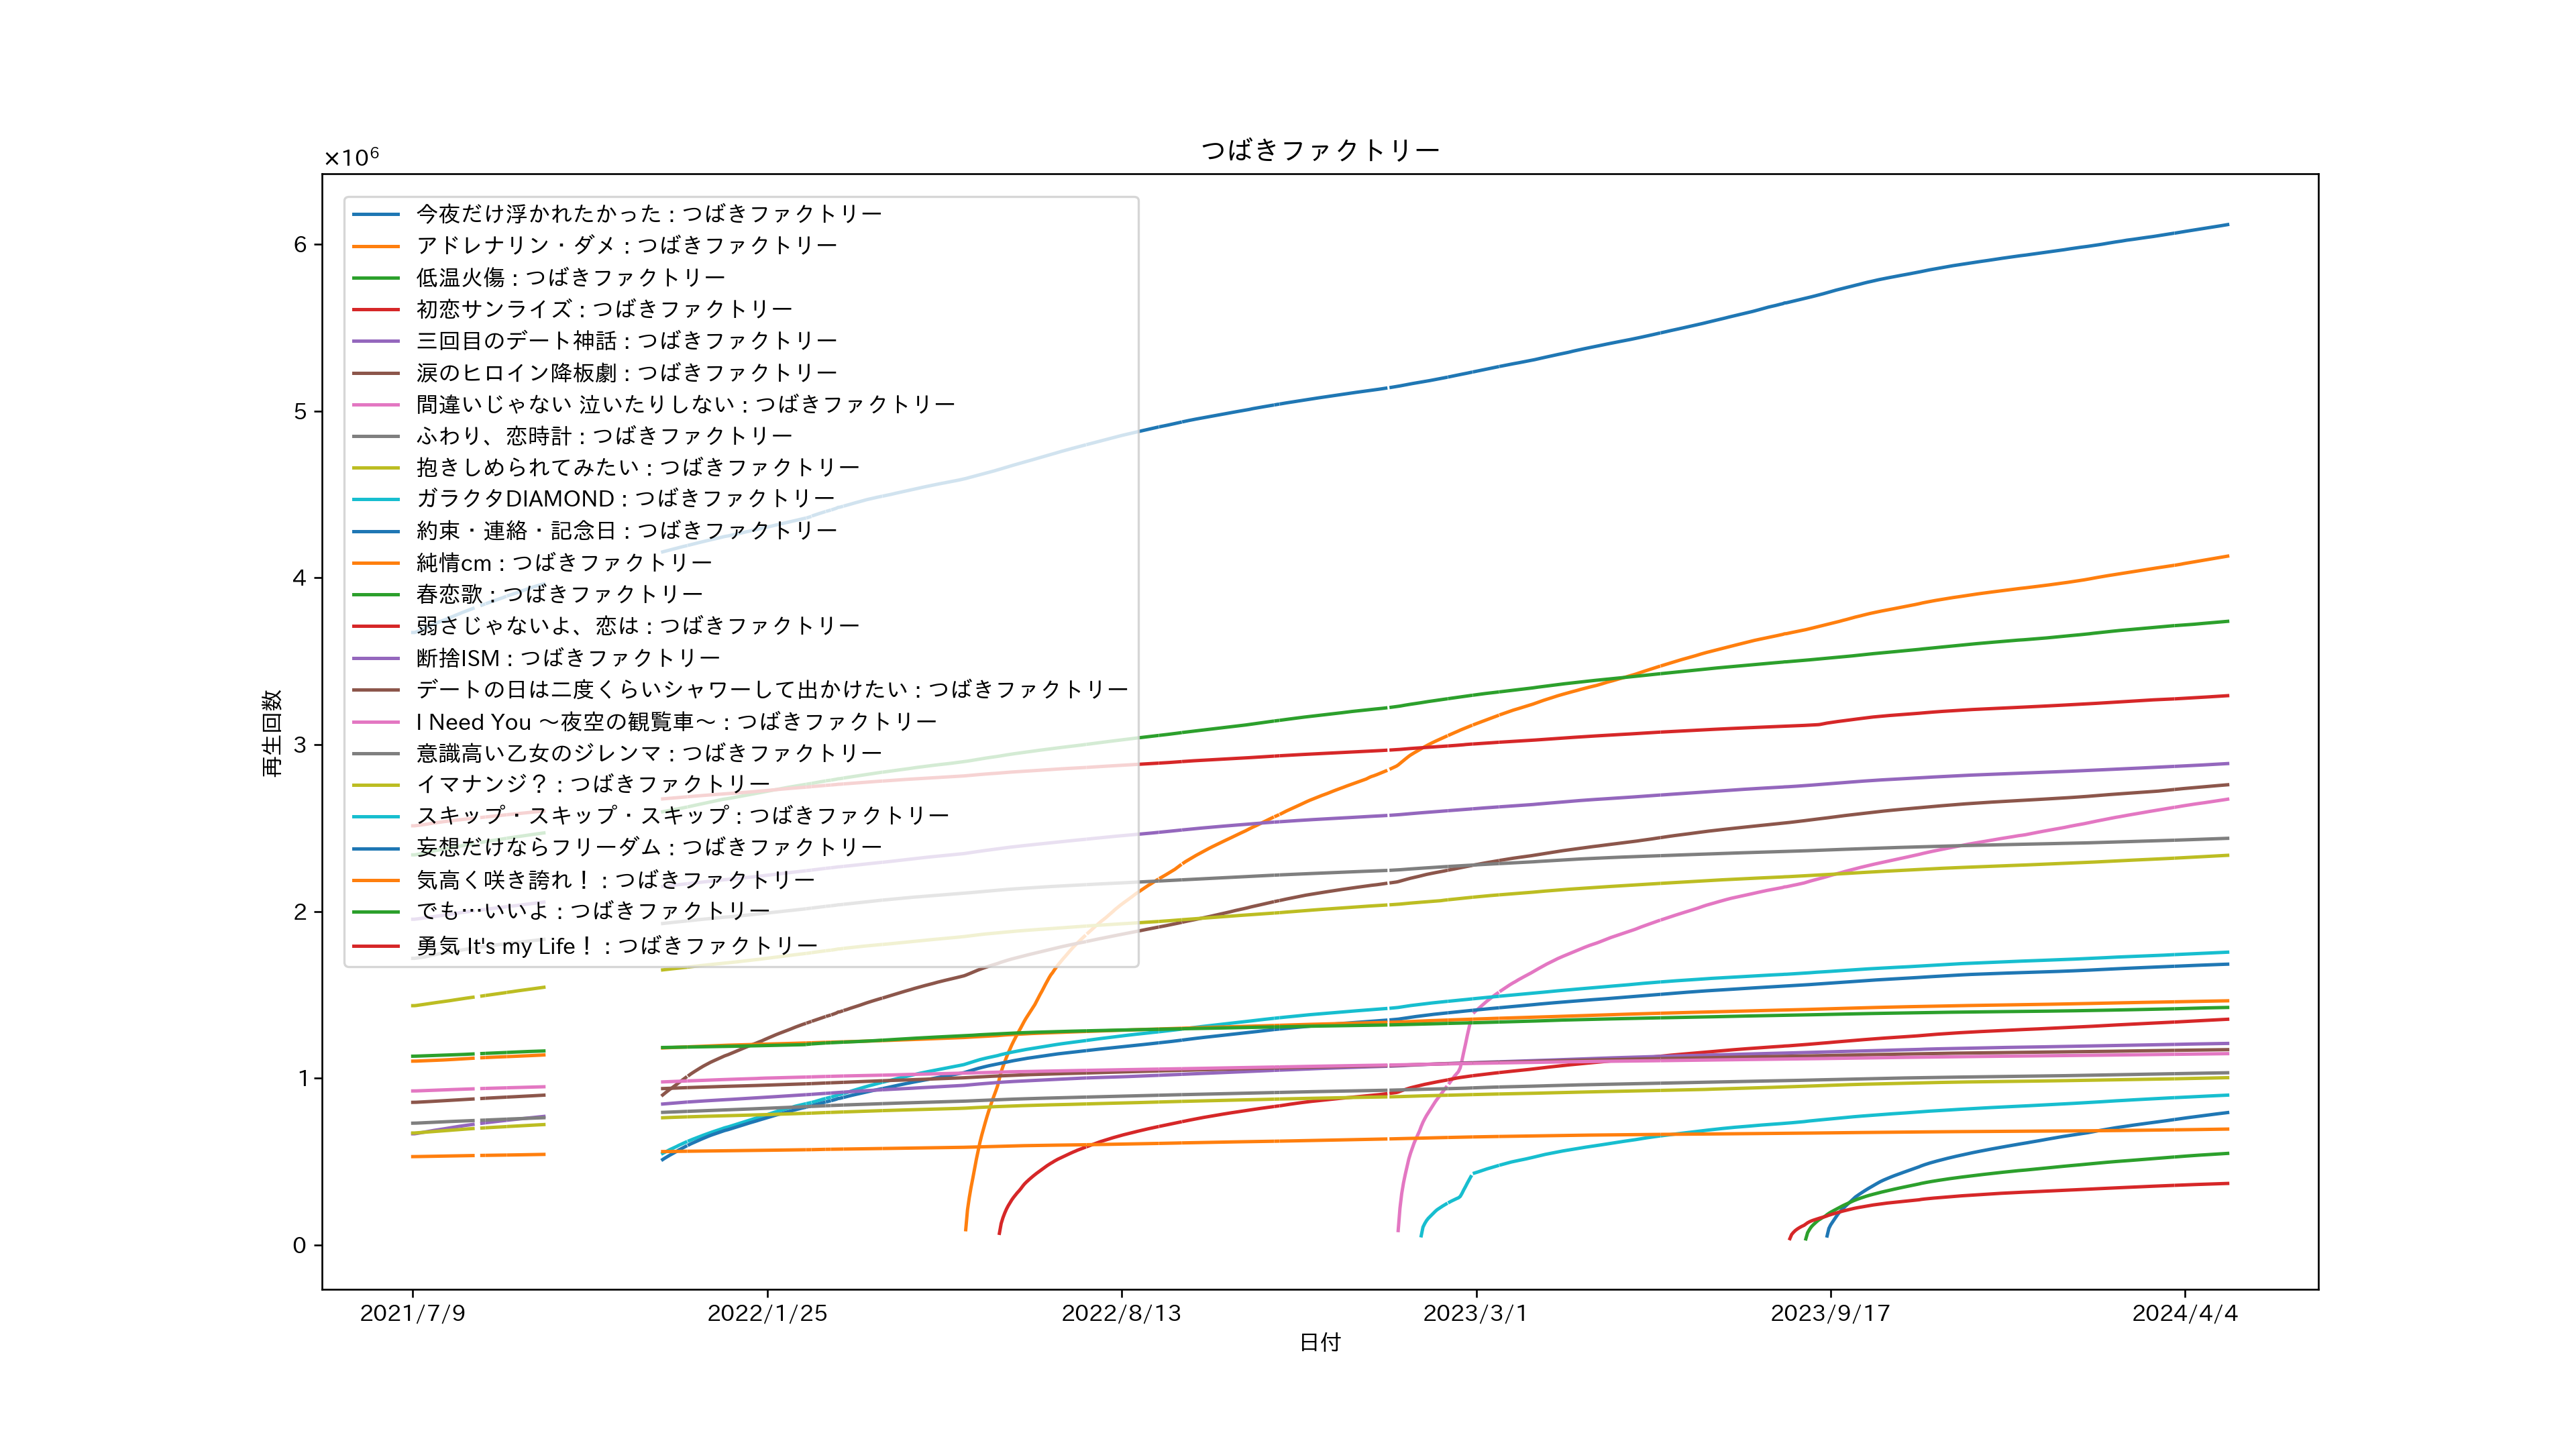 つばきファクトリー
×10⁶
今夜だけ浮かれたかった : つばきファクトリー
アドレナリン・ダメ : つばきファクトリー
低温火傷 : つばきファクトリー
初恋サンライズ : つばきファクトリー
三回目のデート神話 : つばきファクトリー
涙のヒロイン降板劇 : つばきファクトリー
間違いじゃない 泣いたりしない : つばきファクトリー
ふわり、恋時計 : つばきファクトリー
抱きしめられてみたい : つばきファクトリー
ガラクタDIAMOND : つばきファクトリー
約束・連絡・記念日 : つばきファクトリー
純情cm : つばきファクトリー
春恋歌 : つばきファクトリー
弱さじゃないよ、恋は : つばきファクトリー
断捨ISM : つばきファクトリー
デートの日は二度くらいシャワーして出かけたい : つばきファクトリー
I Need You ～夜空の観覧車～ : つばきファクトリー
意識高い乙女のジレンマ : つばきファクトリー
イマナンジ？ : つばきファクトリー
スキップ・スキップ・スキップ : つばきファクトリー
妄想だけならフリーダム : つばきファクトリー
気高く咲き誇れ！ : つばきファクトリー
でも…いいよ : つばきファクトリー
勇気 It's my Life！ : つばきファクトリー
6
5
4
3
2
1
0
再生回数
2021/7/9
2022/1/25
2022/8/13
2023/3/1
2023/9/17
2024/4/4
日付